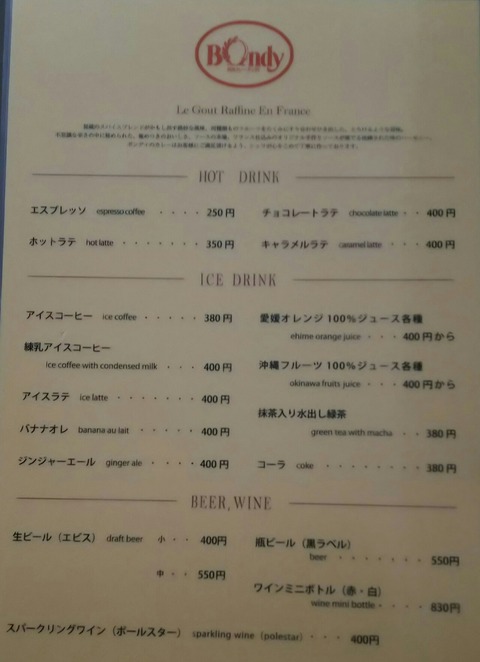 Bondy
Le Gout Raffine En France
HOT DRINK
エスプレッソ espresso coffee ・・・・ 250円
チョコレートラテ chocolate latte ・・ 400円
ホットラテ hot latte ・・・・・・・ 350円
キャラメルラテ caramel latte ・・・ 400円
ICE DRINK
アイスコーヒー ice coffee ・・・・・ 380円
愛媛オレンジ100%ジュース各種
ehime orange juice ・・・ 400円から
練乳アイスコーヒー
ice coffee with condensed milk ・・・ 400円
沖縄フルーツ100%ジュース各種
okinawa fruits juice ・・・ 400円から
アイスラテ ice latte ・・・・・・・ 400円
抹茶入り水出し緑茶
green tea with macha ・・ 380円
バナナオレ banana au lait ・・・・・ 400円
ジンジャーエール ginger ale ・・・・ 400円
コーラ coke ・・・・・・・・ 380円
BEER, WINE
生ビール（エビス） draft beer 小・・ 400円
瓶ビール（黒ラベル）
beer ・・・・・・・ 550円
中・・ 550円
ワインミニボトル（赤・白）
wine mini bottle・・・・ 830円
スパークリングワイン（ポールスター） sparkling wine（polestar）・・・ 400円